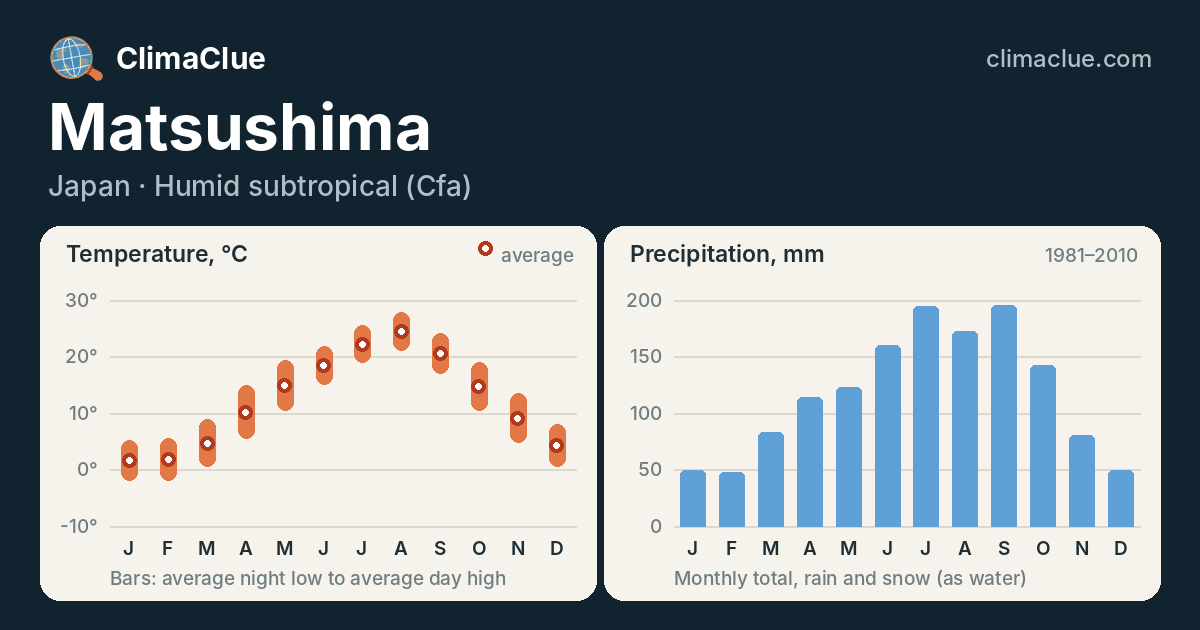 ClimaClue
climaclue.com
Matsushima
Japan · Humid subtropical (Cfa)
Temperature, °C
average
30°
20°
10°
0°
-10°
J F M A M J J A S O N D
Bars: average night low to average day high
Precipitation, mm
1981–2010
200
150
100
50
0
J F M A M J J A S O N D
Monthly total, rain and snow (as water)